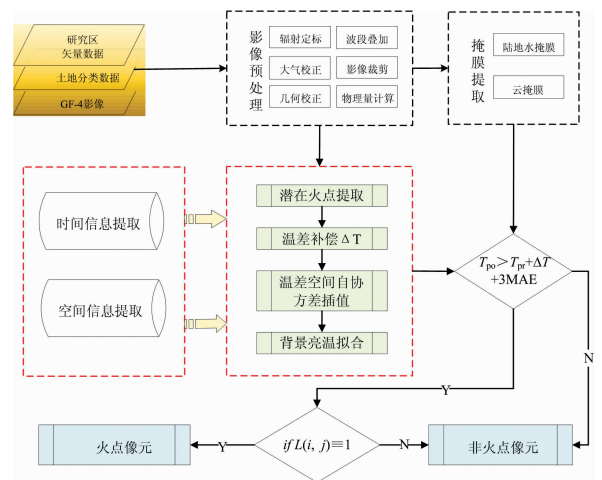 研究区
矢量数据
土地分类数据
GF-4影像
影像预处理
辐射定标
波段叠加
大气校正
影像裁剪
几何校正
物理量计算
掩膜提取
陆地水掩膜
云掩膜
时间信息提取
空间信息提取
潜在火点提取
温差补偿ΔT
温差空间自协
方差插值
背景亮温拟合
Tpo＞Tpr+ΔT
+3MAE
N
Y
火点像元
Y
if L(i, j)≡1
N
非火点像元